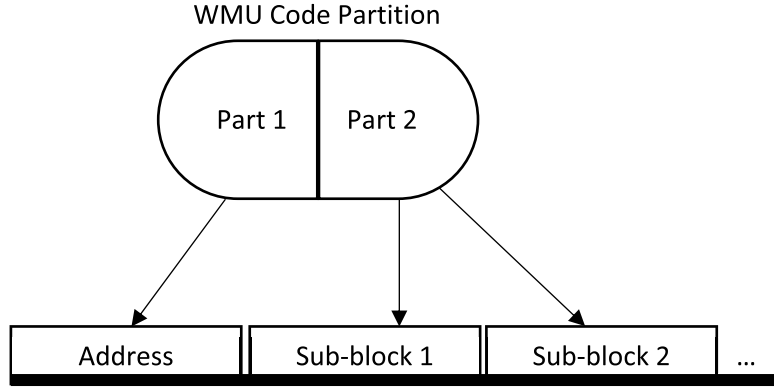 WMU Code Partition
Part 1 Part 2
Address Sub-block 1 Sub-block 2 ...